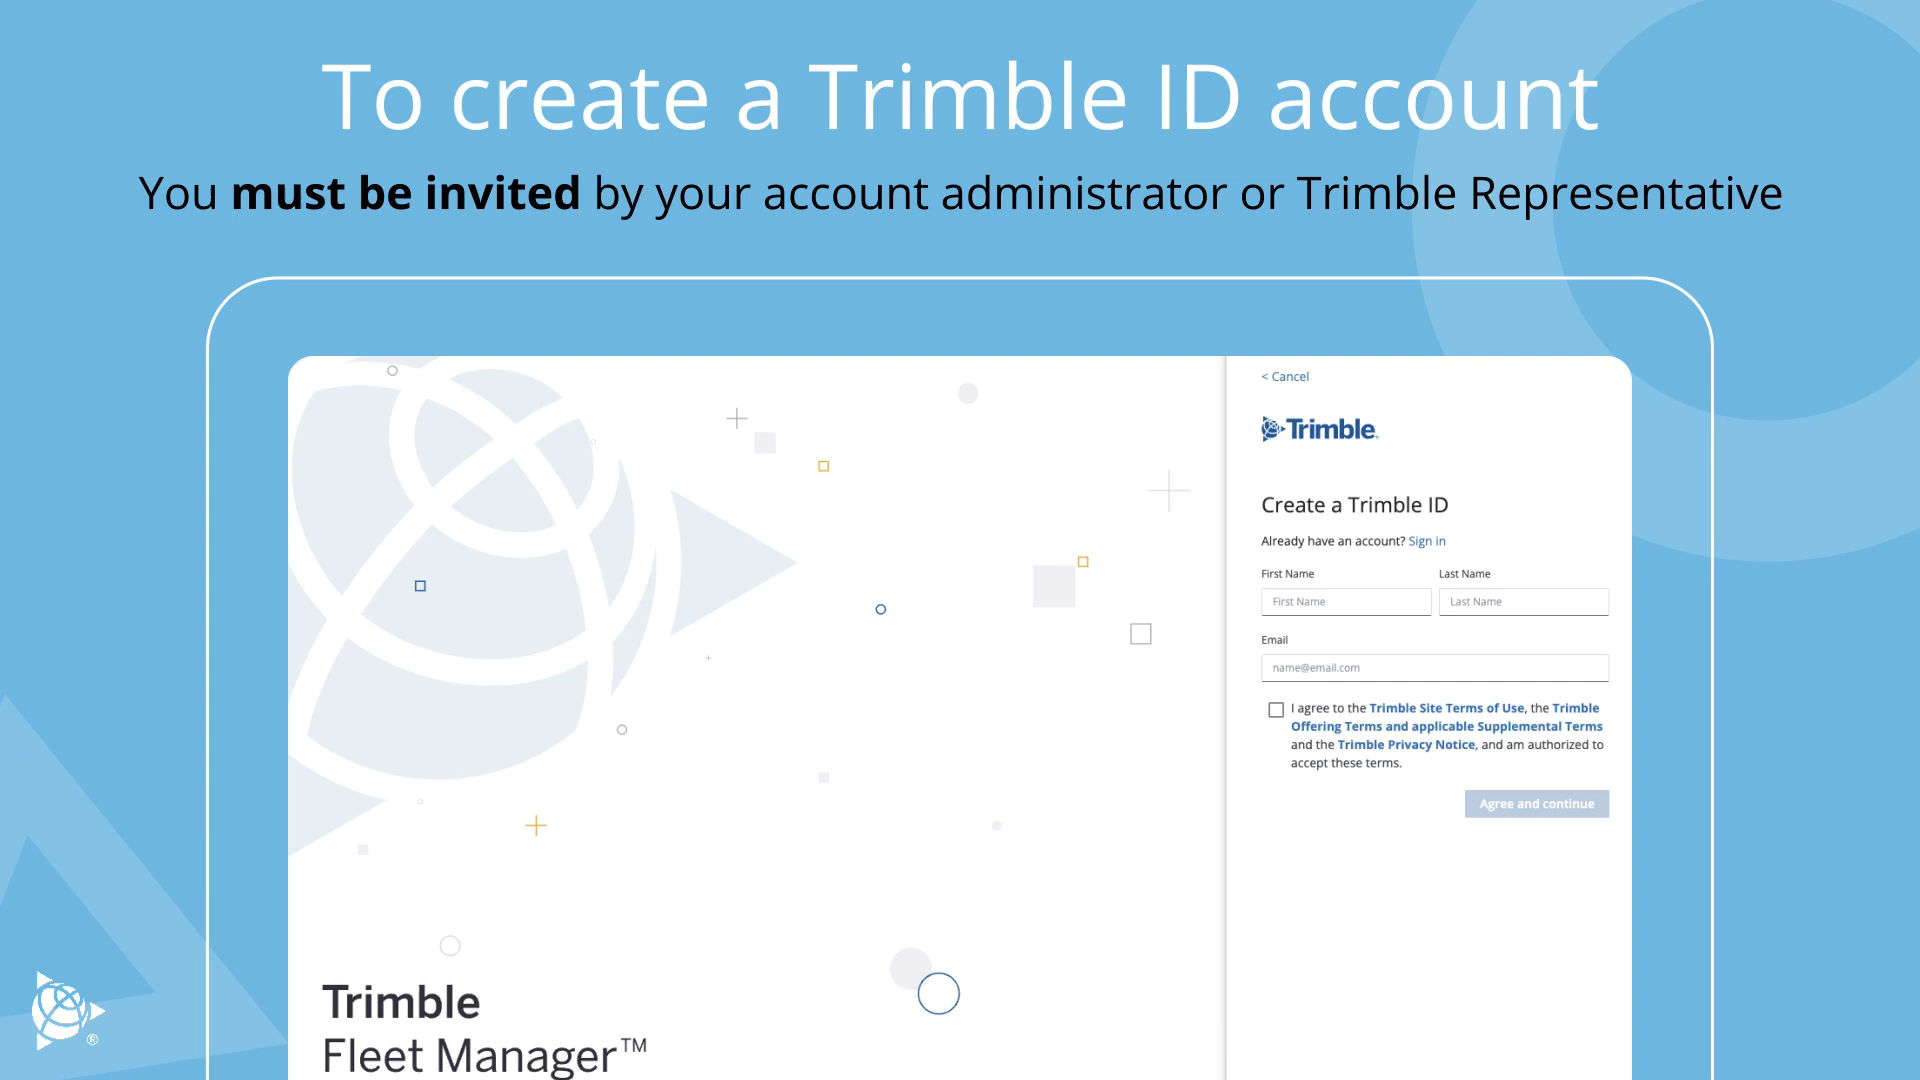 To create a Trimble ID account
You must be invited by your account administrator or Trimble Representative
< Cancel
Trimble
Create a Trimble ID
Already have an account? Sign in
First Name Last Name
First Name Last Name
Email
name@email.com
I agree to the Trimble Site Terms of Use, the Trimble
Offering Terms and applicable Supplemental Terms
and the Trimble Privacy Notice, and am authorized to
accept these terms.
Agree and continue
Trimble
Fleet Manager™
®